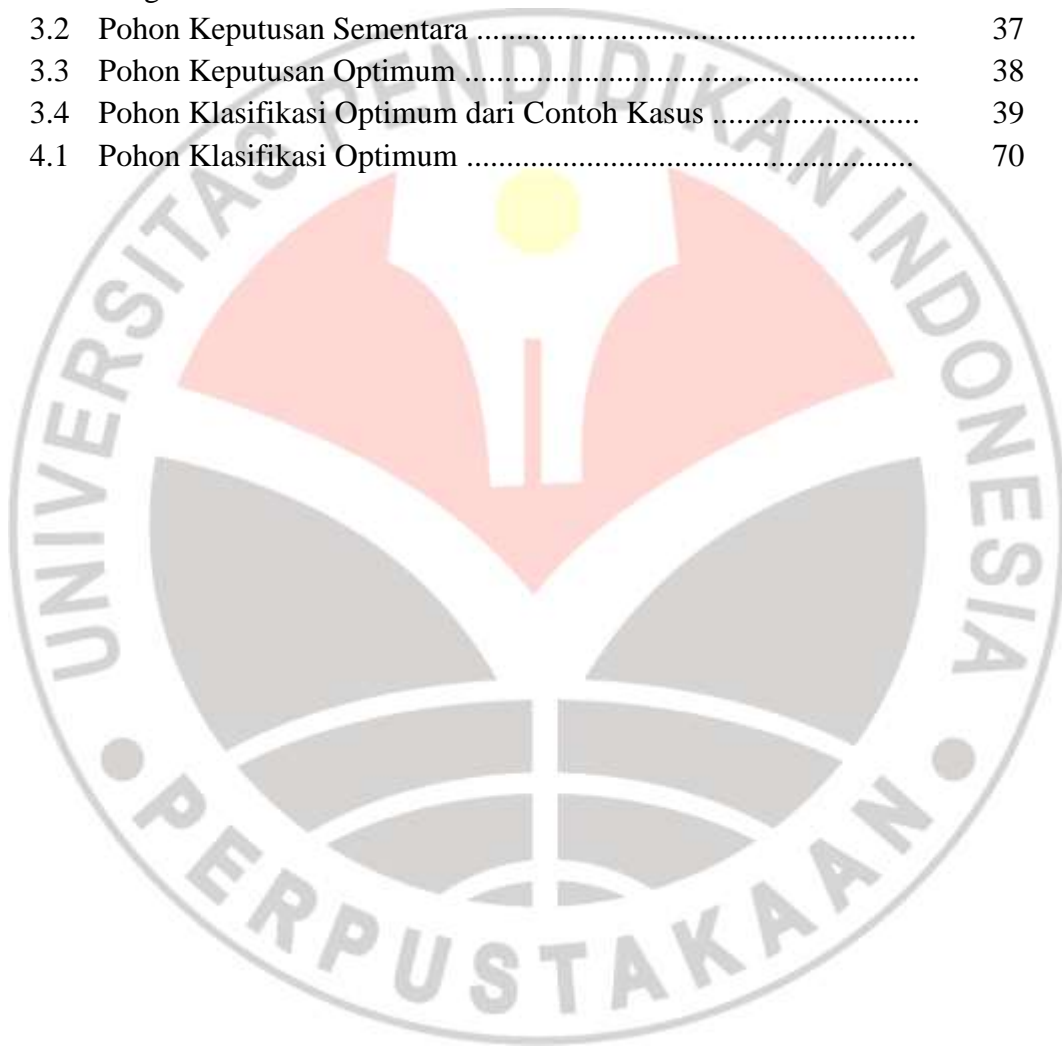 3.2 Pohon Keputusan Sementara ....................................................... 37
3.3 Pohon Keputusan Optimum ......................................................... 38
3.4 Pohon Klasifikasi Optimum dari Contoh Kasus .......................... 39
4.1 Pohon Klasifikasi Optimum ........................................................ 70
UNIVERSITAS PENDIDIKAN INDONESIA
PERPUSTAKAAN